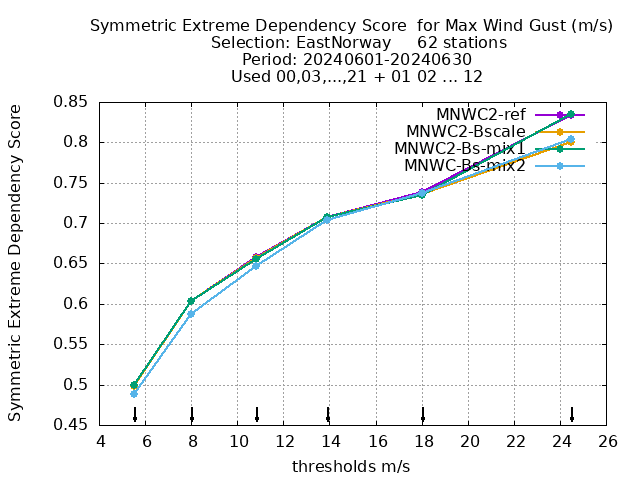 Symmetric Extreme Dependency Score  for Max Wind Gust (m/s)
Selection: EastNorway     62 stations
Period: 20240601-20240630
Used 00,03,...,21 + 01 02 ... 12
Symmetric Extreme Dependency Score
0.85
0.8
0.75
0.7
0.65
0.6
0.55
0.5
0.45
MNWC2-ref
MNWC2-Bscale
MNWC2-Bs-mix1
MNWC-Bs-mix2
4 6 8 10 12 14 16 18 20 22 24 26
thresholds m/s